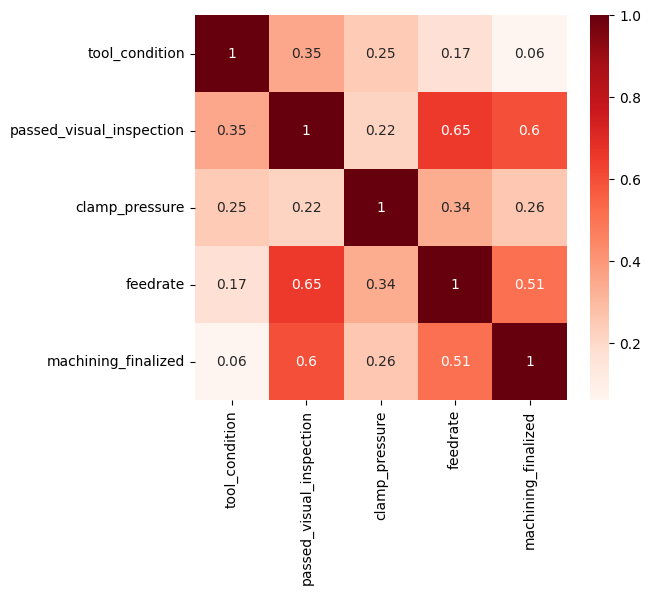 tool_condition 1 0.35 0.25 0.17 0.06
passed_visual_inspection 0.35 1 0.22 0.65 0.6
clamp_pressure 0.25 0.22 1 0.34 0.26
feedrate 0.17 0.65 0.34 1 0.51
machining_finalized 0.06 0.6 0.26 0.51 1
tool_condition
passed_visual_inspection
clamp_pressure
feedrate
machining_finalized
1.0
0.8
0.6
0.4
0.2